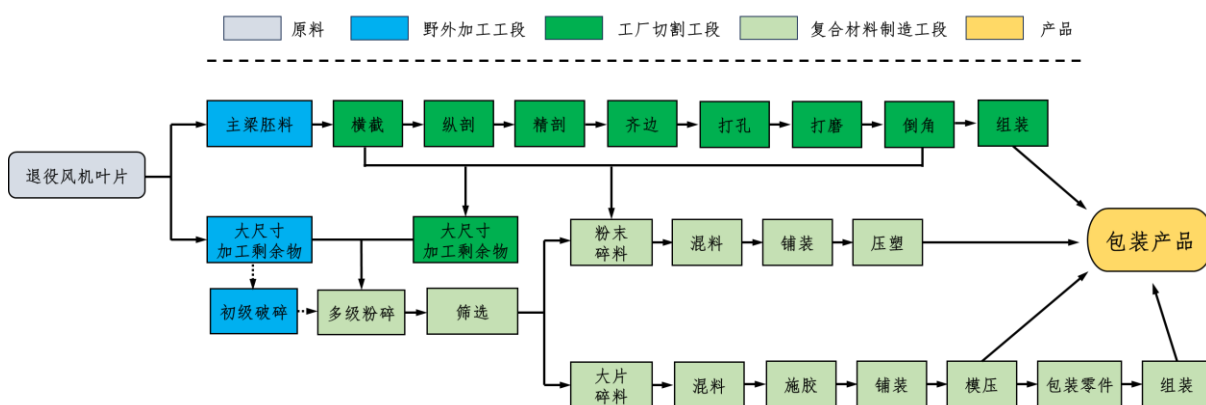 原料
野外加工工段
工厂切割工段
复合材料制造工段
产品
主梁胚料
横截
纵剖
精剖
齐边
打孔
打磨
倒角
组装
退役风机叶片
大尺寸
加工剩余物
大尺寸
加工剩余物
粉末
碎料
混料
铺装
压塑
包装产品
初级破碎
多级粉碎
筛选
大片
碎料
混料
施胶
铺装
模压
包装零件
组装